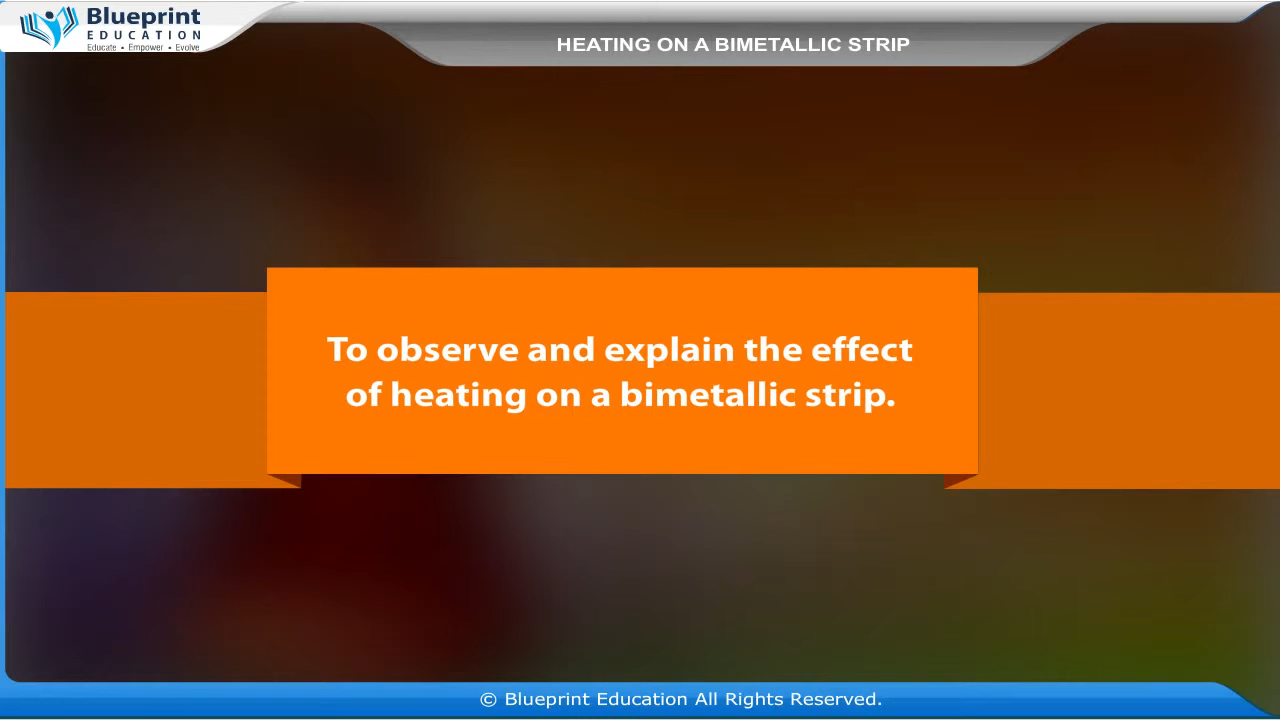 Blueprint
EDUCATION
Educate • Empower • Evolve
HEATING ON A BIMETALLIC STRIP
To observe and explain the effect
of heating on a bimetallic strip.
© Blueprint Education All Rights Reserved.